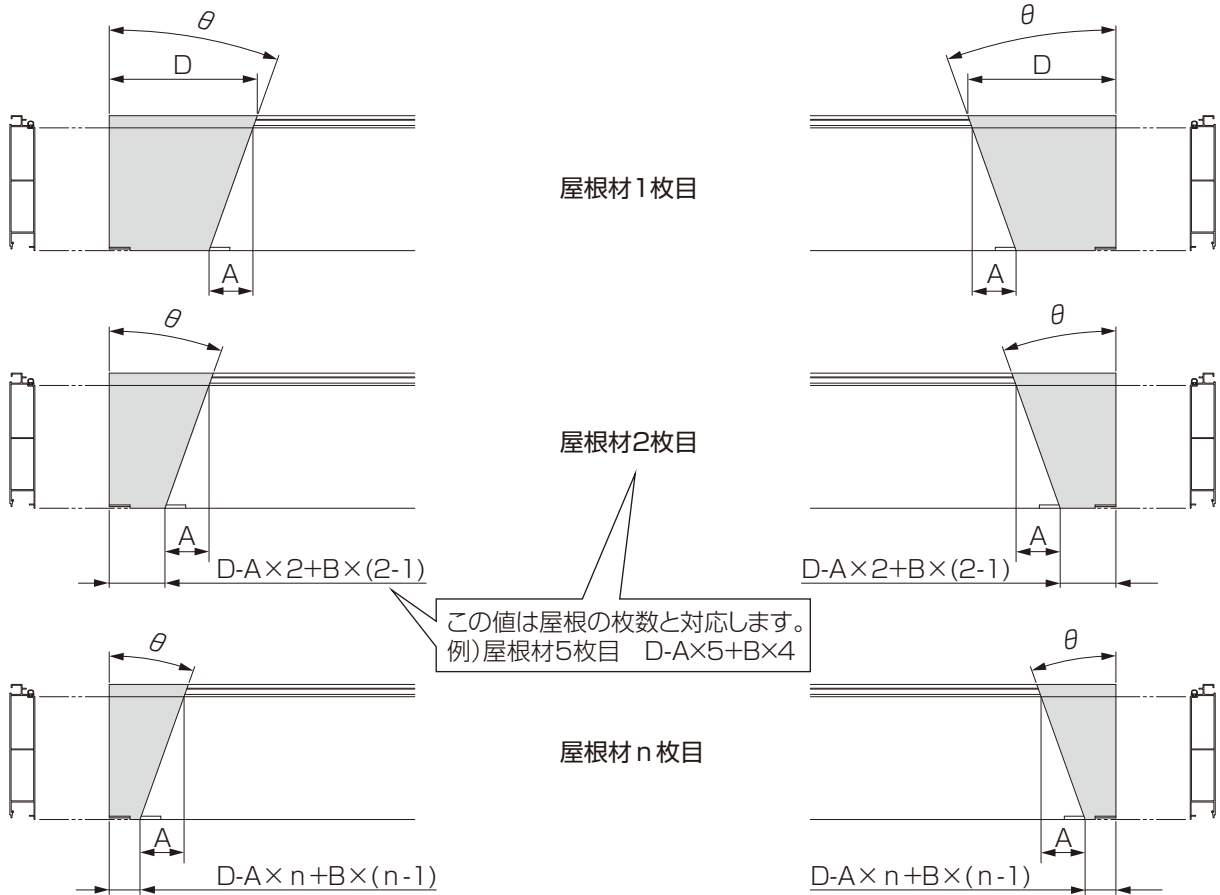 θ
θ
D
D
屋根材1枚目
A
A
θ
θ
屋根材2枚目
A
A
D-A×2+B×(2-1)
D-A×2+B×(2-1)
この値は屋根の枚数と対応します。
例)屋根材5枚目　D-A×5+B×4
θ
θ
屋根材n枚目
A
A
D-A×n+B×(n-1)
D-A×n+B×(n-1)